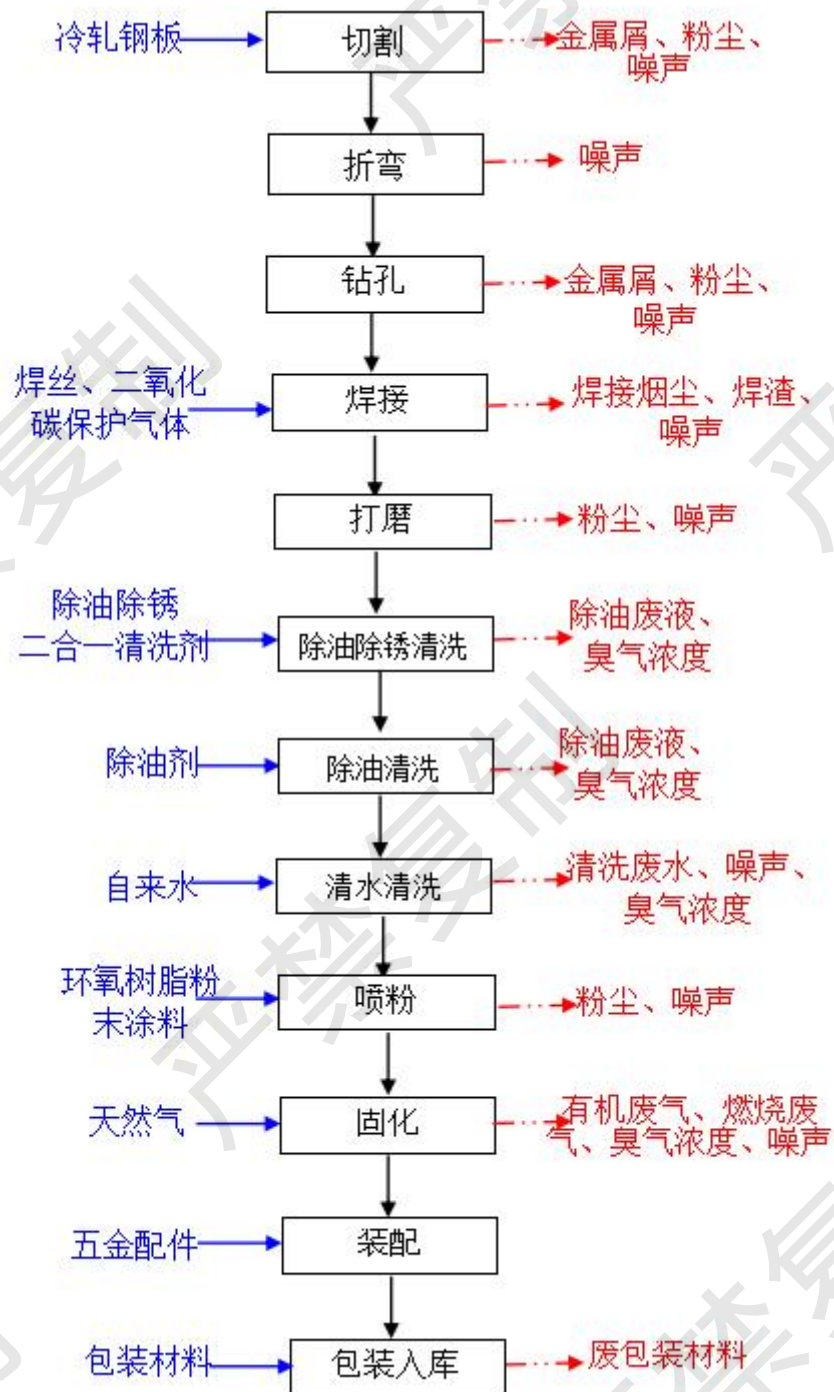 冷轧钢板
切割
金属屑、粉尘、
噪声
折弯
噪声
钻孔
金属屑、粉尘、
噪声
焊丝、二氧化
碳保护气体
焊接
焊接烟尘、焊渣、
噪声
打磨
粉尘、噪声
除油除锈
二合一清洗剂
除油除锈清洗
除油废液、
臭气浓度
除油剂
除油清洗
除油废液、
臭气浓度
自来水
清水清洗
清洗废水、噪声、
臭气浓度
环氧树脂粉
末涂料
喷粉
粉尘、噪声
天然气
固化
有机废气、燃烧废
气、臭气浓度、噪声
五金配件
装配
包装材料
包装入库
废包装材料
严禁复制